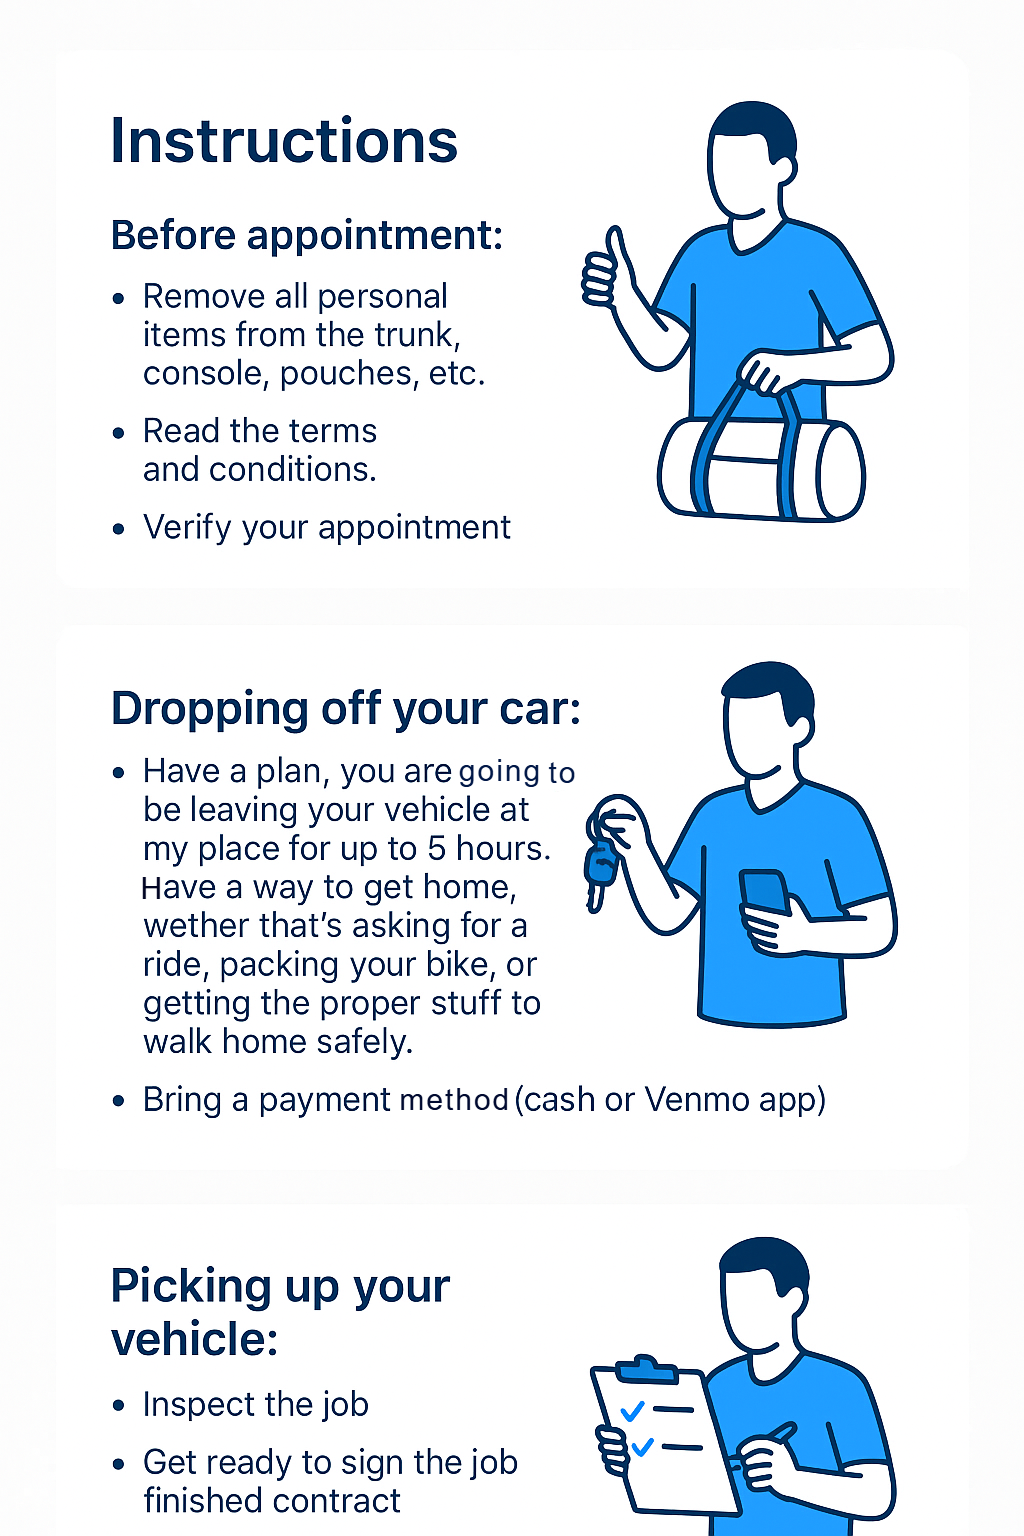 Instructions
Before appointment:
• Remove all personal
items from the trunk,
console, pouches, etc.
• Read the terms
and conditions.
• Verify your appointment
Dropping off your car:
• Have a plan, you are going to
be leaving your vehicle at
my place for up to 5 hours.
Have a way to get home,
wether that’s asking for a
ride, packing your bike, or
getting the proper stuff to
walk home safely.
• Bring a payment method (cash or Venmo app)
Picking up your
vehicle:
• Inspect the job
• Get ready to sign the job
finished contract